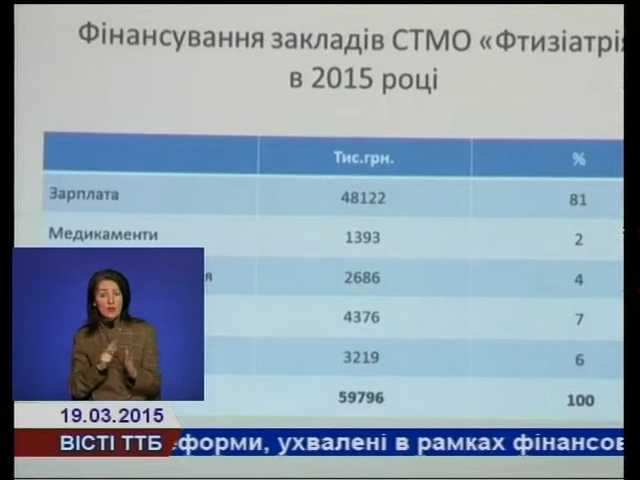 Фінансування закладів СТМО «Фтизіатрія
в 2015 році
Тис.грн. %
Зарплата 48122 81
Медикаменти 1393 2
я 2686 4
4376 7
3219 6
59796 100
19.03.2015
ВІСТІ ТТБ еформи, ухвалені в рамках фінансов